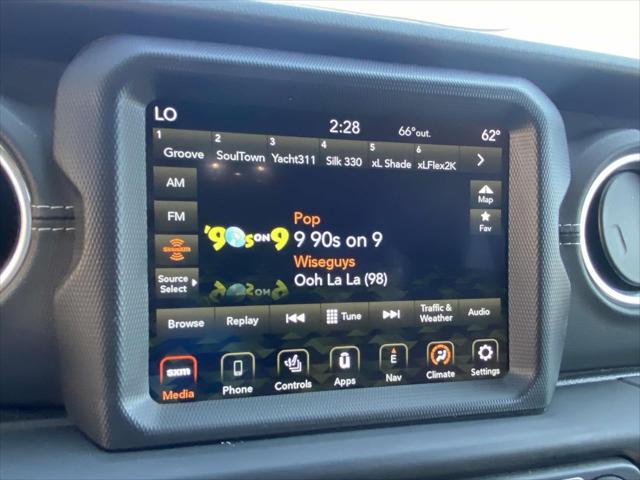 LO
2:28
66° out.
62°
1 2 3 4 5 6
Groove SoulTown Yacht311 Silk 330 xL Shade xLFlex2K
AM
Map
FM
Fav
siriusxm
'90s ON 9
Pop
9 90s on 9
Wiseguys
Ooh La La (98)
Source Select
Browse Replay Tune Traffic & Weather Audio
sxm E
Media Phone Controls Apps Nav Climate Settings